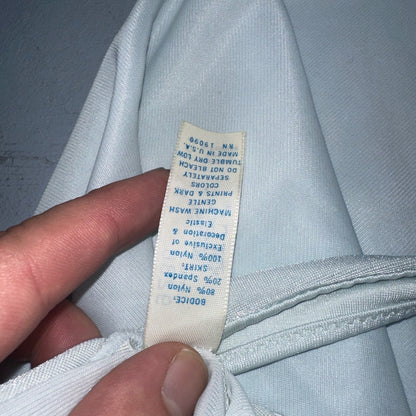 BODICE:
80% Nylon
20% Spandex
SKIRT:
100% Nylon
Exclusive of
Decoration &
Elastic
MACHINE WASH
GENTLE
PRINTS & DARK
COLORS
SEPARATELY
DO NOT BLEACH
TUMBLE DRY LOW
MADE IN U.S.A.
RN 19090